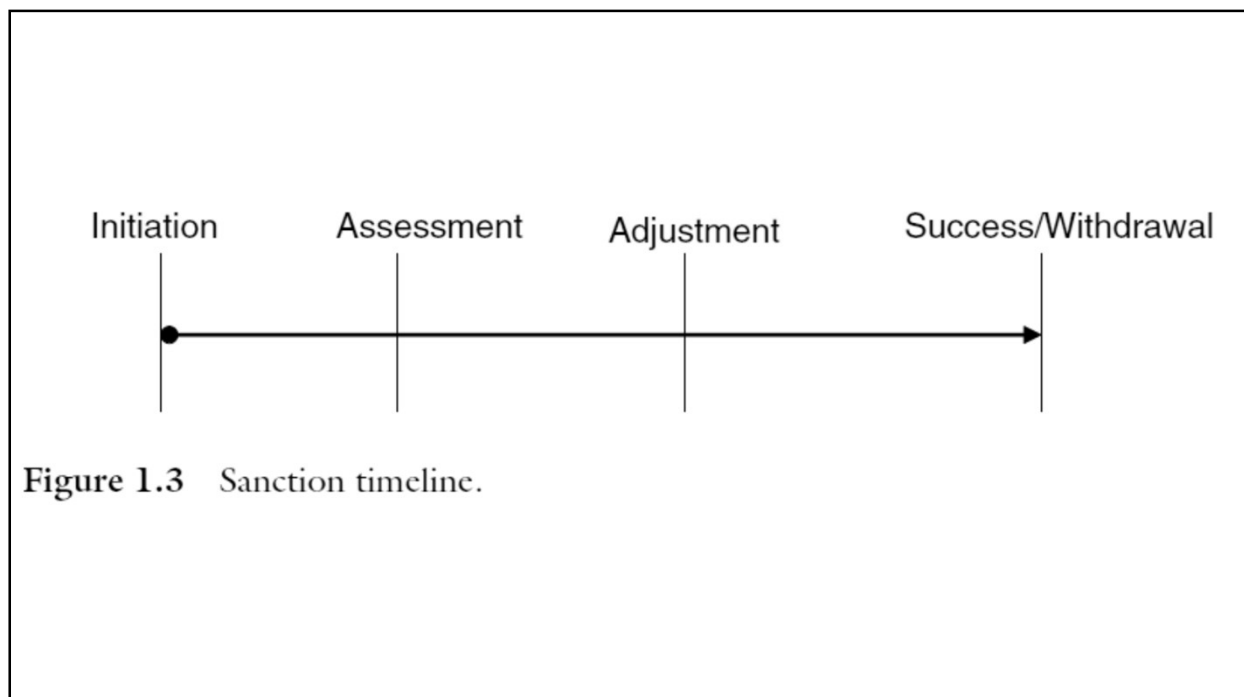 Initiation Assessment Adjustment Success/Withdrawal
Figure 1.3 Sanction timeline.